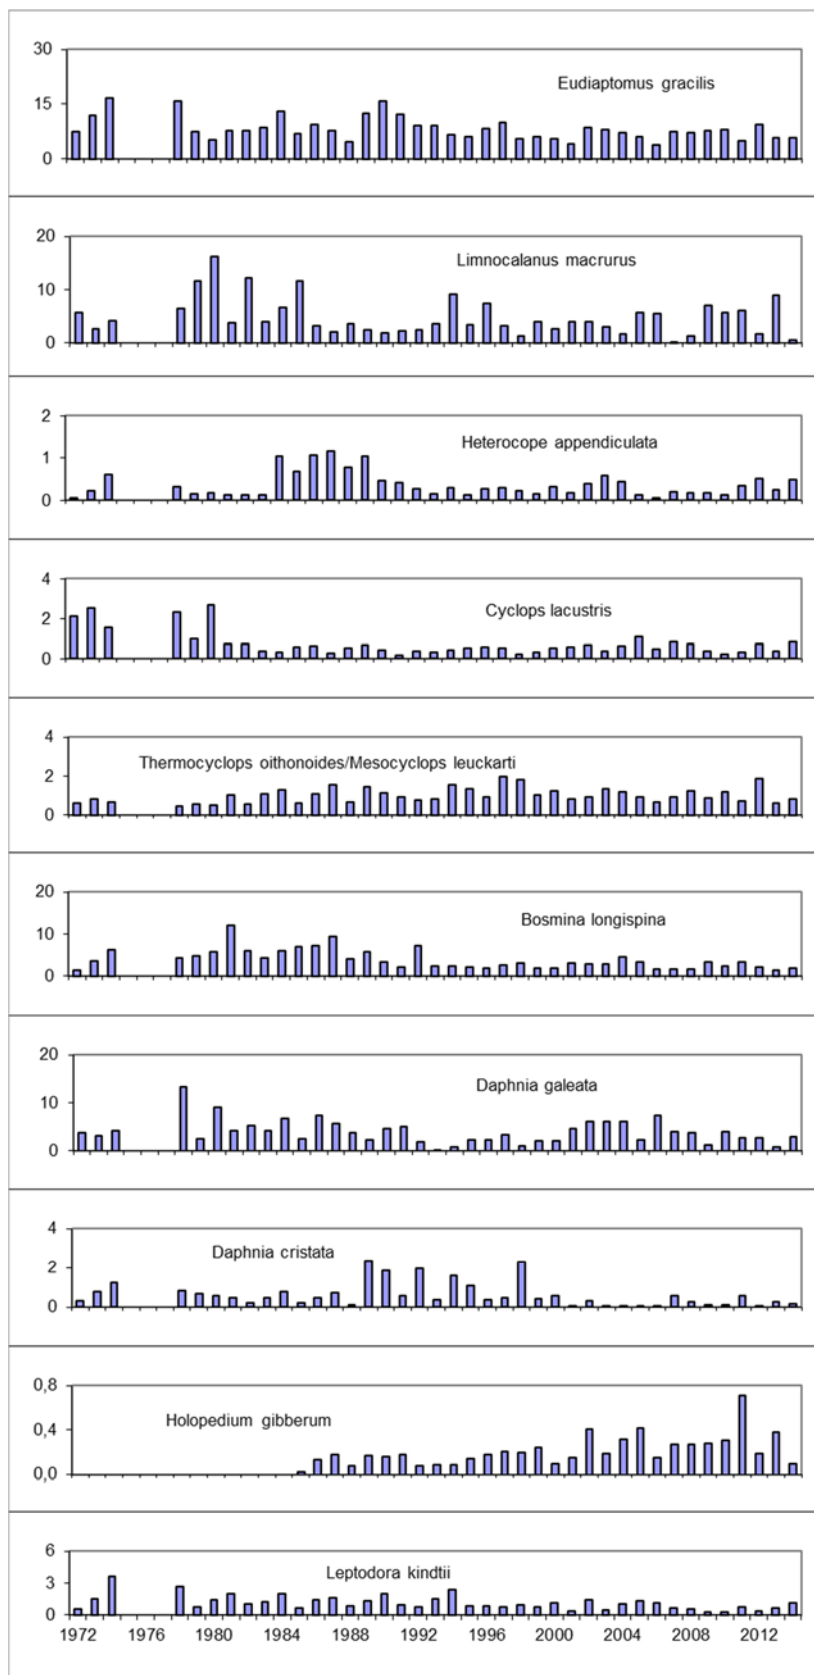 30
Eudiaptomus gracilis
15
0
20
Limnocalanus macrurus
10
0
2
Heterocope appendiculata
1
0
4
Cyclops lacustris
2
0
4
Thermocyclops oithonoides/Mesocyclops leuckarti
2
0
20
Bosmina longispina
10
0
20
Daphnia galeata
10
0
4
Daphnia cristata
2
0
0,8
Holopedium gibberum
0,4
0,0
6
Leptodora kindtii
3
0
1972 1976 1980 1984 1988 1992 1996 2000 2004 2008 2012